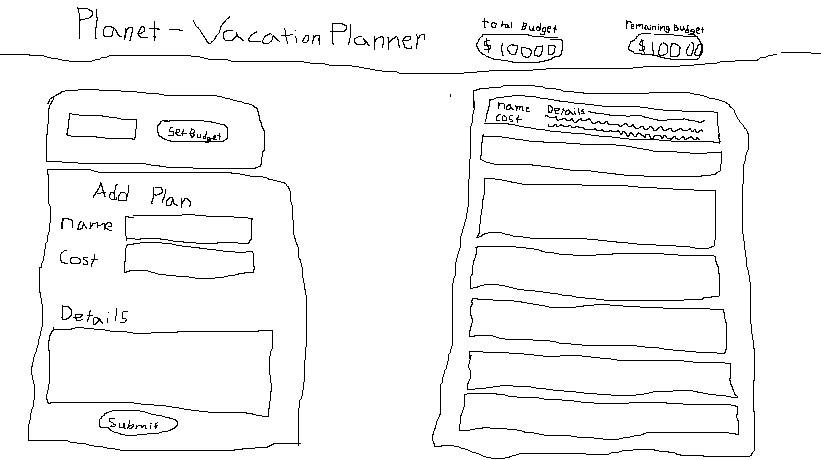 Planet - Vacation Planner
total Budget
$ 10000
remaining Budget
$10000
Set Budget
name
Details
cost
Add Plan
name
Cost
Details
Submit